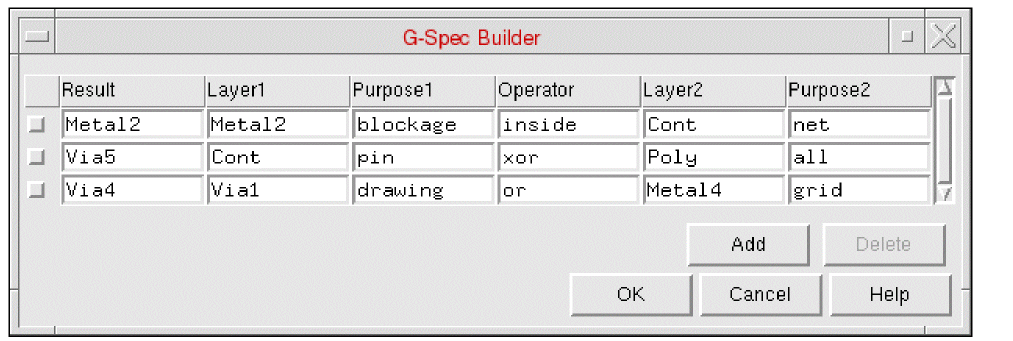 G-Spec Builder
Result Layer1 Purpose1 Operator Layer2 Purpose2
Metal2 Metal2 blockage inside Cont net
Via5 Cont pin xor Poly all
Via4 Via1 drawing or Metal4 grid
Add Delete
OK Cancel Help